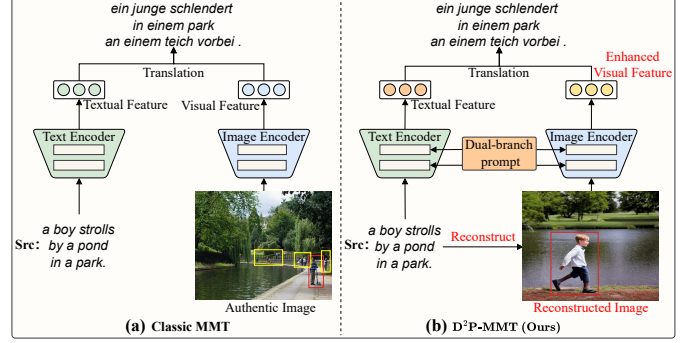 ein junge schlendert
in einem park
an einem teich vorbei .
Translation
Textual Feature
Visual Feature
Text Encoder
Image Encoder
Src:
a boy strolls
by a pond
in a park.
Authentic Image
(a) Classic MMT
ein junge schlendert
in einem park
an einem teich vorbei .
Translation
Enhanced
Visual Feature
Textual Feature
Text Encoder
Image Encoder
Dual-branch
prompt
Src:
a boy strolls
by a pond
in a park.
Reconstruct
Reconstructed Image
(b) D²P-MMT (Ours)